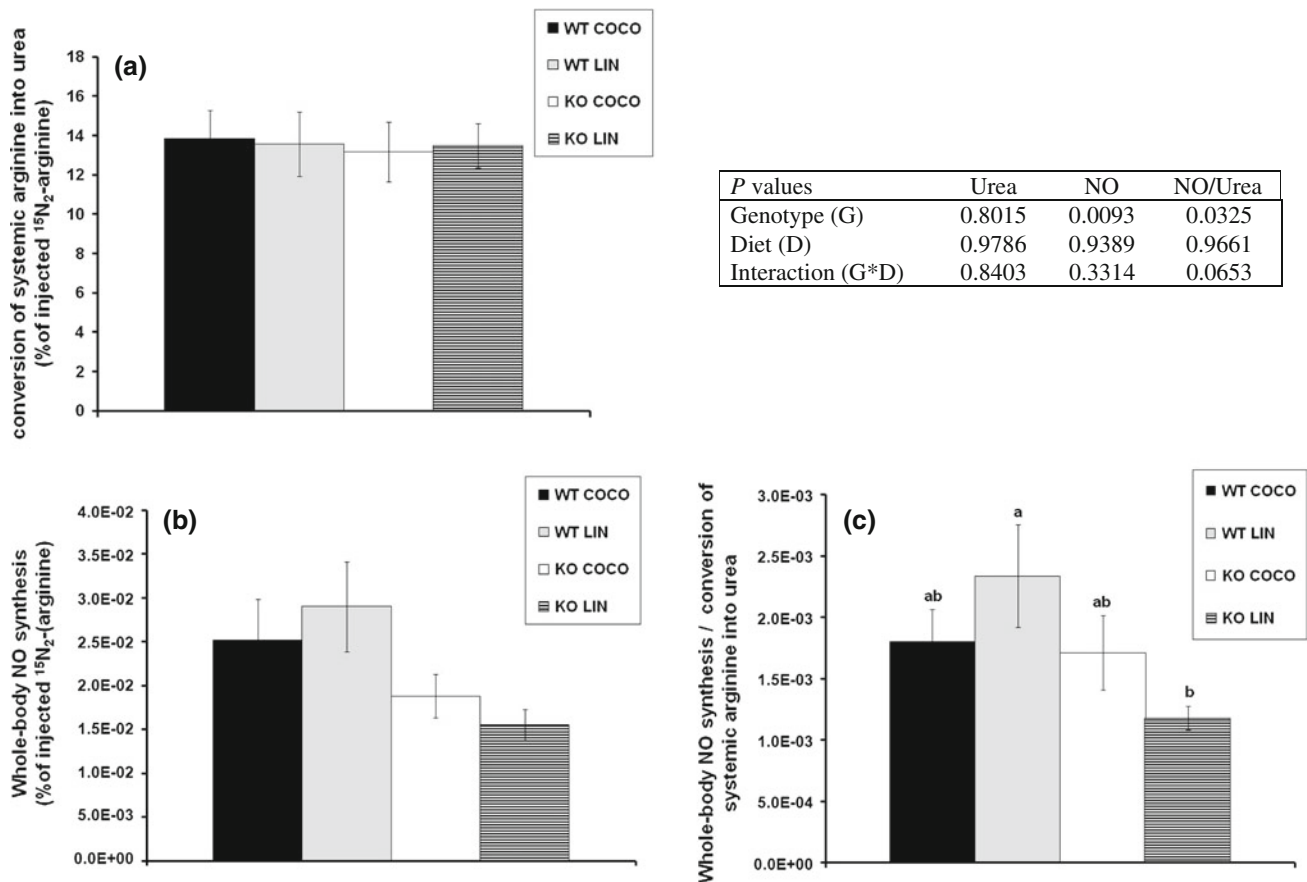 (a)
conversion of systemic arginine into urea
(%of injected ¹⁵N₂-arginine)
18
16
14
12
10
8
6
4
2
0
WT COCO
WT LIN
KO COCO
KO LIN
P values Urea NO NO/Urea
Genotype (G) 0.8015 0.0093 0.0325
Diet (D) 0.9786 0.9389 0.9661
Interaction (G*D) 0.8403 0.3314 0.0653
(b)
Whole-body NO synthesis
(%of injected ¹⁵N₂-(arginine)
4.0E-02
3.5E-02
3.0E-02
2.5E-02
2.0E-02
1.5E-02
1.0E-02
5.0E-03
0.0E+00
WT COCO
WT LIN
KO COCO
KO LIN
(c)
Whole-body NO synthesis / conversion of
systemic arginine into urea
3.0E-03
2.5E-03
2.0E-03
1.5E-03
1.0E-03
5.0E-04
0.0E+00
ab
a
ab
b
WT COCO
WT LIN
KO COCO
KO LIN